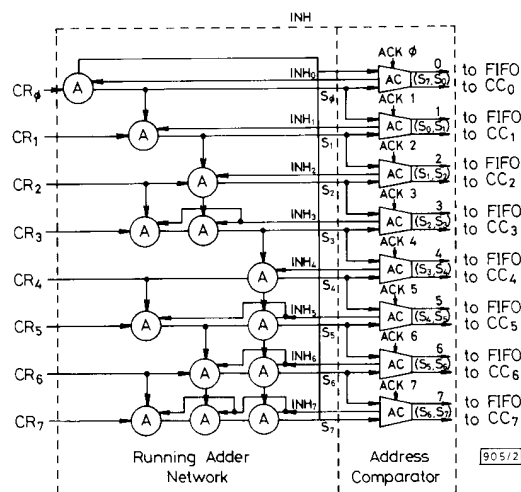 INH
ACK ϕ
0
CRϕ
A
INH₀
AC
(S₇, S₀)
to FIFO
to CC₀
Sϕ
ACK 1
1
CR₁
A
INH₁
AC
(S₀, S₁)
to FIFO
to CC₁
S₁
ACK 2
2
CR₂
A
INH₂
AC
(S₁, S₂)
to FIFO
to CC₂
S₂
ACK 3
3
CR₃
A
A
INH₃
AC
(S₂, S₃)
to FIFO
to CC₃
S₃
ACK 4
4
CR₄
A
INH₄
AC
(S₃, S₄)
to FIFO
to CC₄
S₄
ACK 5
5
CR₅
A
A
INH₅
AC
(S₄, S₅)
to FIFO
to CC₅
S₅
ACK 6
6
CR₆
A
A
INH₆
AC
(S₅, S₆)
to FIFO
to CC₆
S₆
ACK 7
7
CR₇
A
A
A
INH₇
AC
(S₆, S₇)
to FIFO
to CC₇
S₇
Running Adder
Network
Address
Comparator
905/2